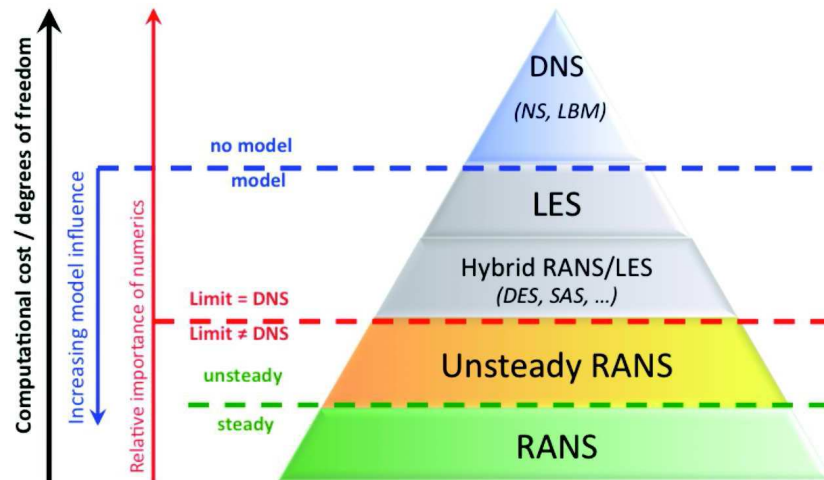 Computational cost / degrees of freedom
Increasing model influence
Relative importance of numerics
DNS
(NS, LBM)
no model
model
LES
Hybrid RANS/LES
(DES, SAS, ...)
Limit = DNS
Limit ≠ DNS
Unsteady RANS
unsteady
steady
RANS